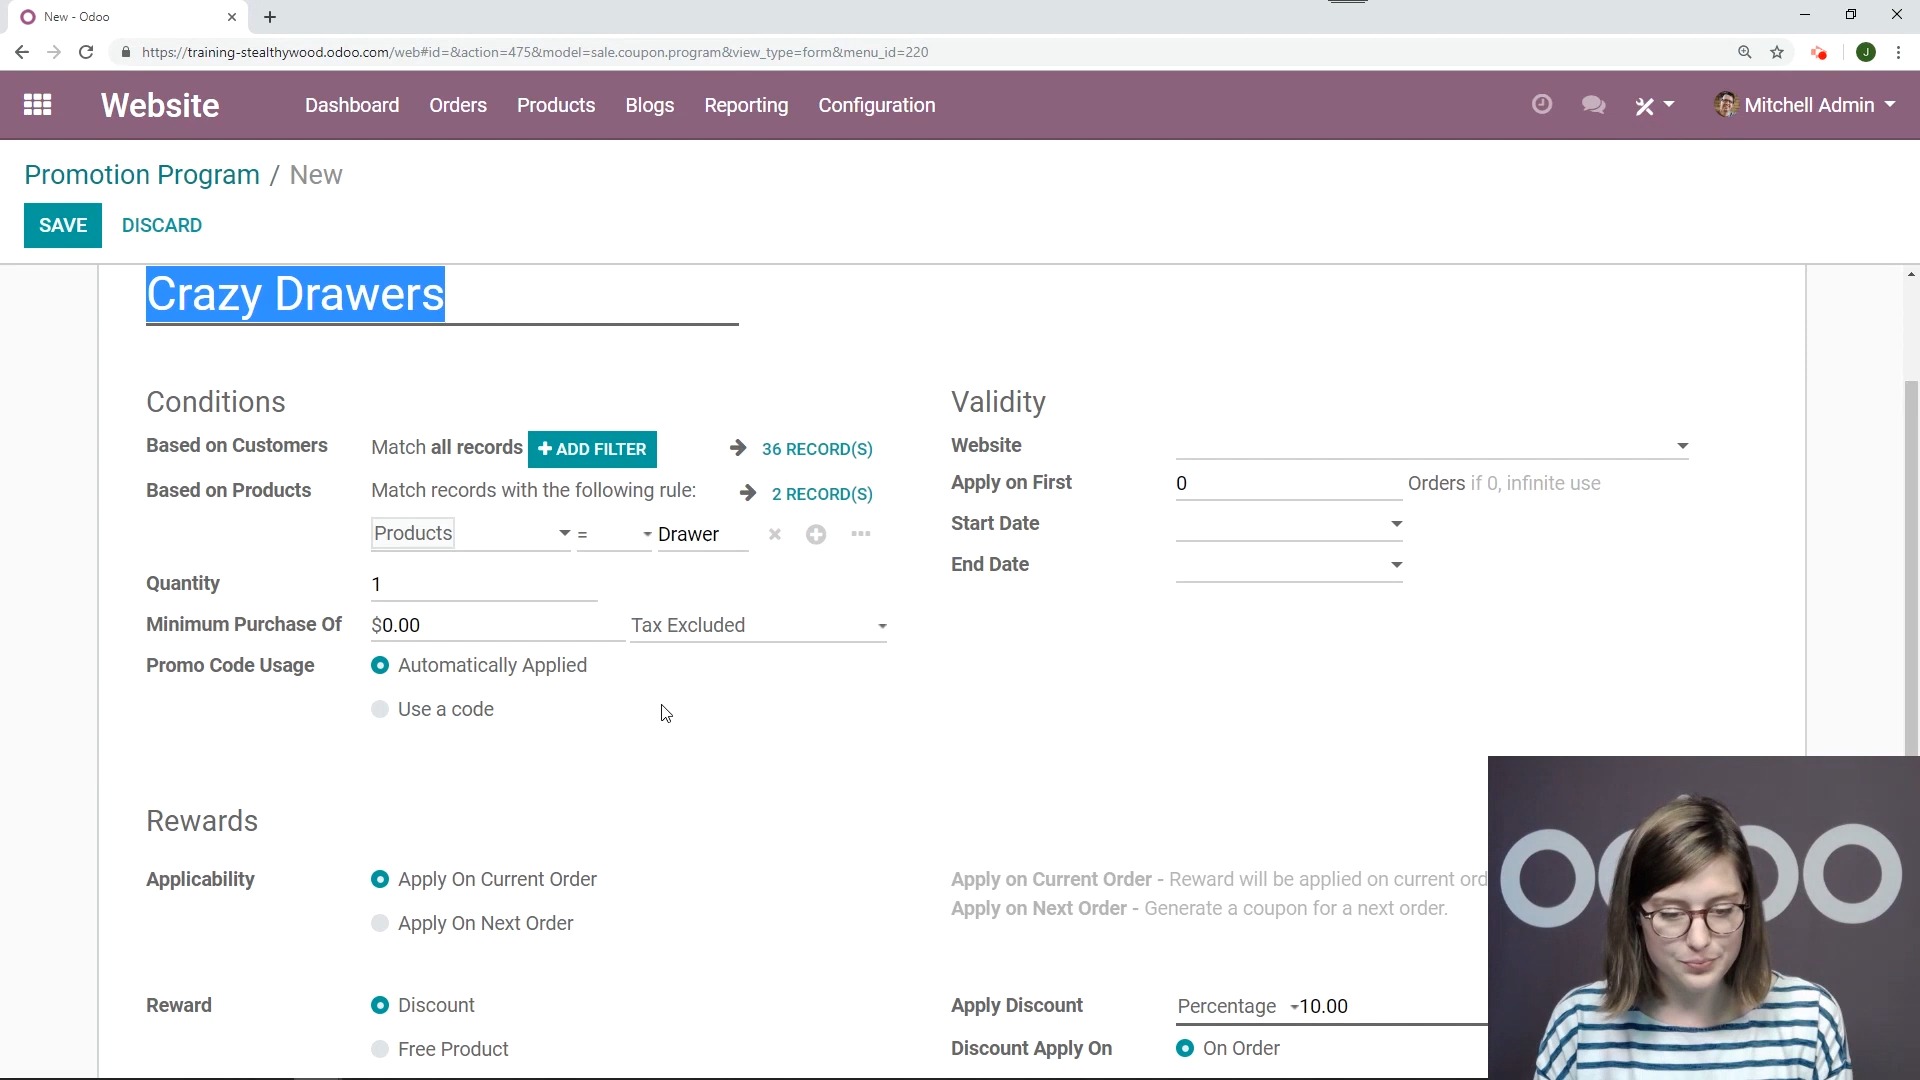 New - Odoo
https://training-stealthywood.odoo.com/web#id=&action=475&model=sale.coupon.program&view_type=form&menu_id=220
J
Website Dashboard Orders Products Blogs Reporting Configuration Mitchell Admin
Promotion Program / New
SAVE DISCARD
Crazy Drawers
Conditions
Based on Customers Match all records + ADD FILTER 36 RECORD(S)
Based on Products Match records with the following rule: 2 RECORD(S)
Products = Drawer
Quantity 1
Minimum Purchase Of $0.00 Tax Excluded
Promo Code Usage Automatically Applied
Use a code
Validity
Website
Apply on First 0 Orders if 0, infinite use
Start Date
End Date
Rewards
Applicability Apply On Current Order
Apply On Next Order
Apply on Current Order - Reward will be applied on current ord
Apply on Next Order - Generate a coupon for a next order.
Reward Discount
Free Product
Apply Discount Percentage 10.00
Discount Apply On On Order
odoo